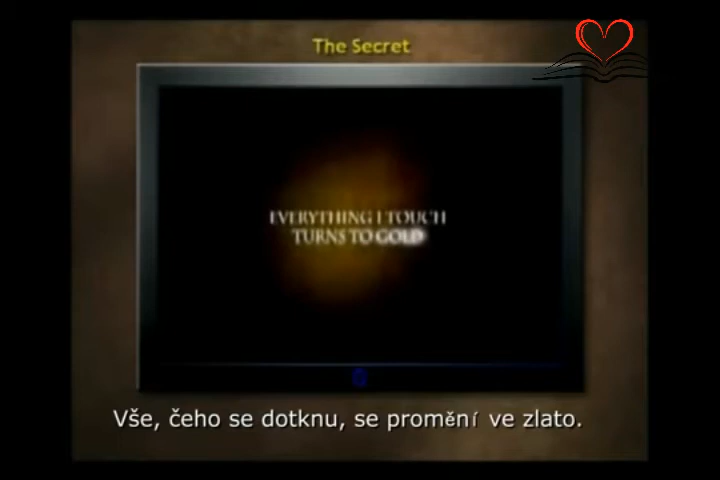 The Secret
EVERYTHING I TOUCH
TURNS TO GOLD
Vše, čeho se dotknu, se promění ve zlato.